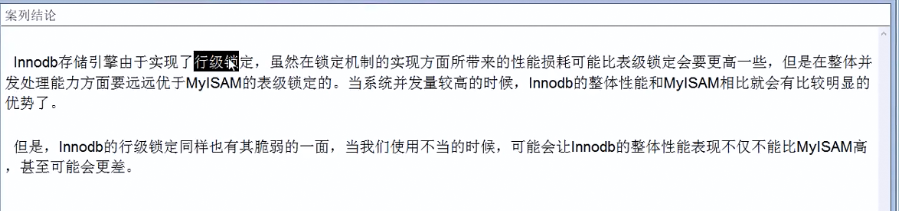 案列结论
Innodb存储引擎由于实现了行级锁定，虽然在锁定机制的实现方面所带来的性能损耗可能比表级锁定会要更高一些，但是在整体并
发处理能力方面要远远优于MyISAM的表级锁定的。当系统并发量较高的时候，Innodb的整体性能和MyISAM相比就会有比较明显的
优势了。
但是，Innodb的行级锁定同样也有其脆弱的一面，当我们使用不当的时候，可能会让Innodb的整体性能表现不仅不能比MyISAM高
，甚至可能会更差。